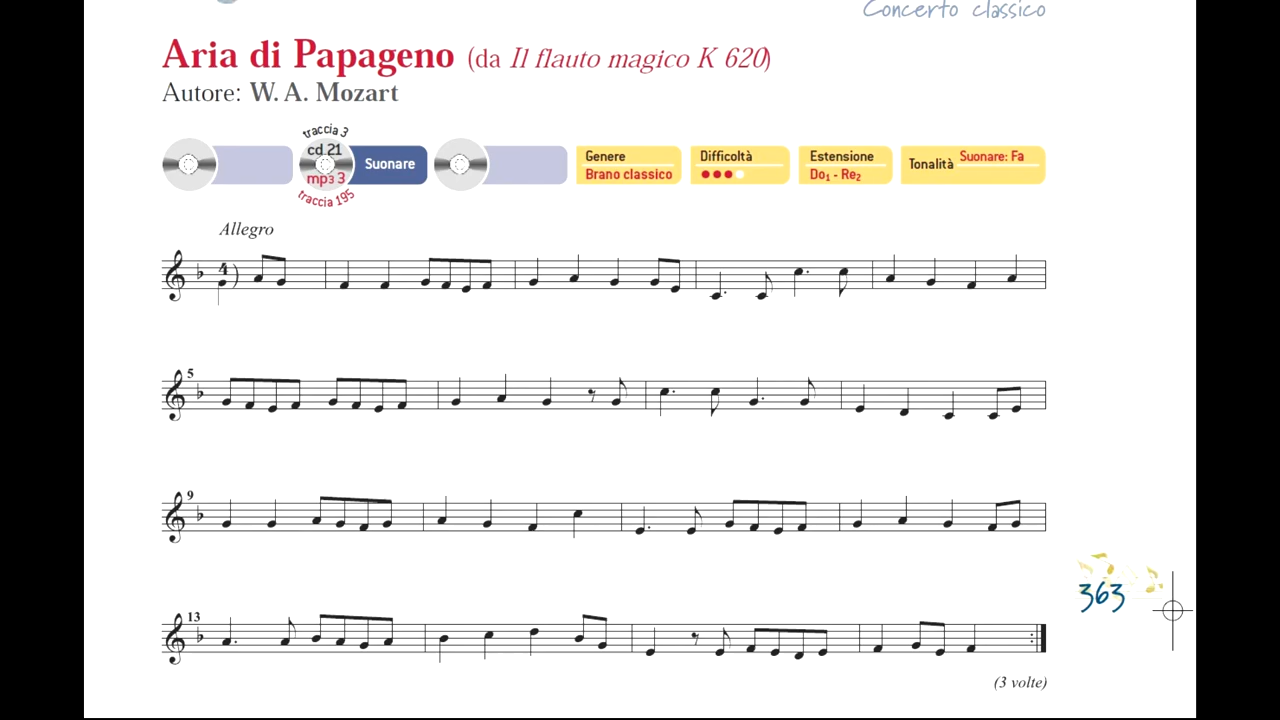 Concerto classico
Aria di Papageno (da Il flauto magico K 620)
Autore: W. A. Mozart
traccia 3
cd 21
mp3 3
traccia 195
Suonare
Genere
Brano classico
Difficoltà
Estensione
Do₁ - Re₂
Tonalità Suonare: Fa
Allegro
4
5
9
13
363
(3 volte)